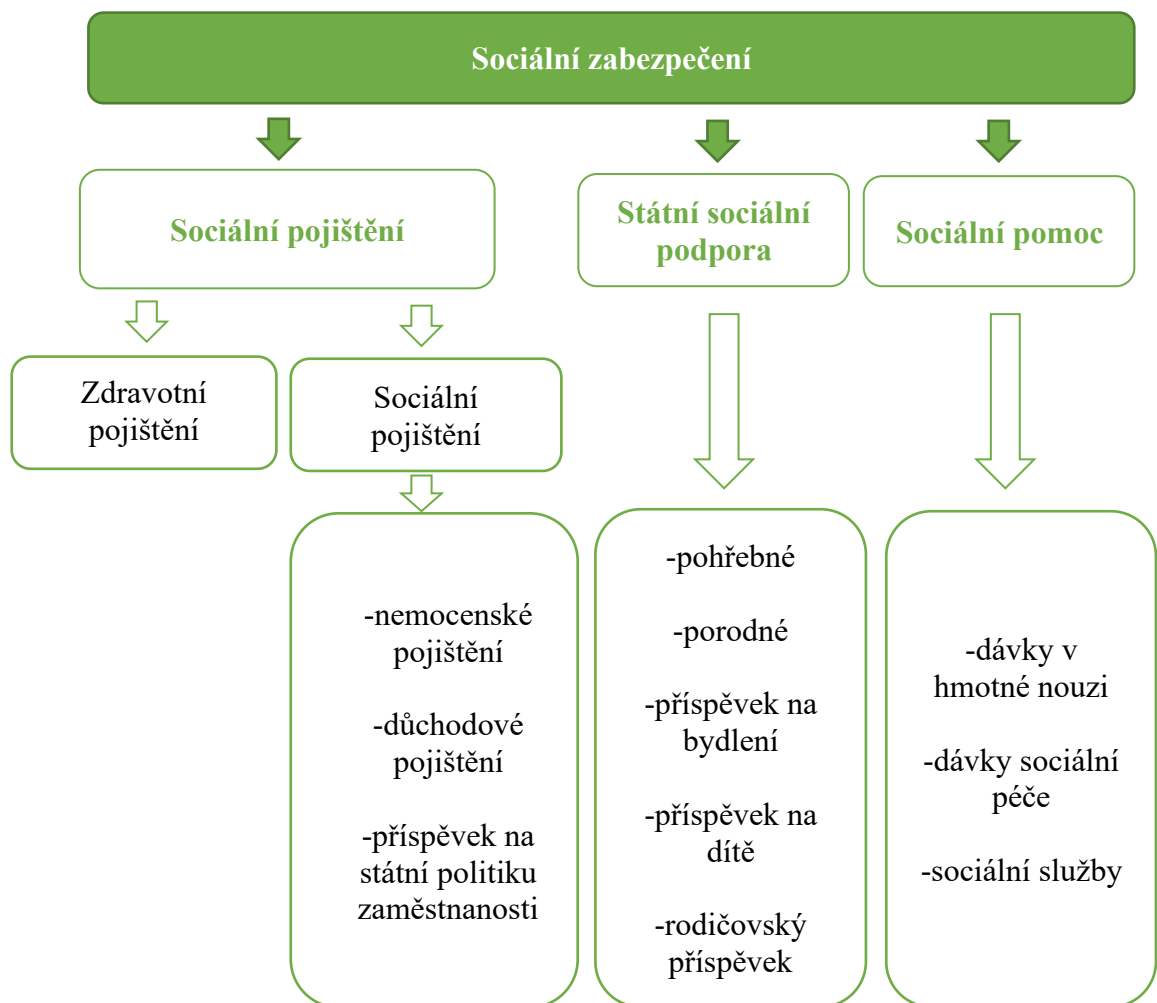 Sociální zabezpečení
Sociální pojištění
Státní sociální
podpora
Sociální pomoc
Zdravotní
pojištění
Sociální
pojištění
-nemocenské
pojištění
-důchodové
pojištění
-příspěvek na
státní politiku
zaměstnanosti
-pohřebné
-porodné
-příspěvek na
bydlení
-příspěvek na
dítě
-rodičovský
příspěvek
-dávky v
hmotné nouzi
-dávky sociální
péče
-sociální služby